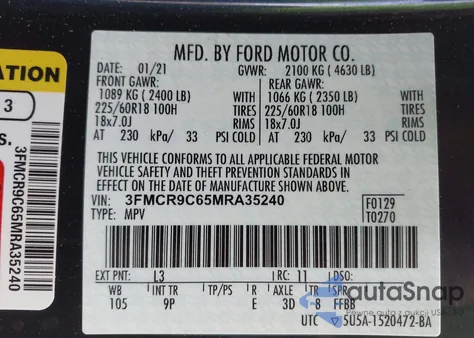 MFD. BY FORD MOTOR CO.
DATE: 01/21 GVWR: 2100 KG ( 4630 LB)
FRONT GAWR: REAR GAWR:
1089 KG ( 2400 LB) WITH 1066 KG ( 2350 LB) WITH
225/60R18 100H TIRES 225/60R18 100H TIRES
18x7.0J RIMS 18x7.0J RIMS
AT 230 kPa/ 33 PSI COLD AT 230 kPa/ 33 PSI COLD
THIS VEHICLE CONFORMS TO ALL APPLICABLE FEDERAL MOTOR
VEHICLE SAFETY AND THEFT PREVENTION STANDARDS IN
EFFECT ON THE DATE OF MANUFACTURE SHOWN ABOVE.
VIN: 3FMCR9C65MRA35240 F0129
TYPE: MPV T0270
EXT PNT: L3 RC: 11 DSO:
WB INT TR TP/PS R AXLE TR SPR
105 9P E 3D 8 FFBB
UTC 5U5A-1520472-BA
ATION
3
S.
3FMCR9C65MRA35240
autoSnap